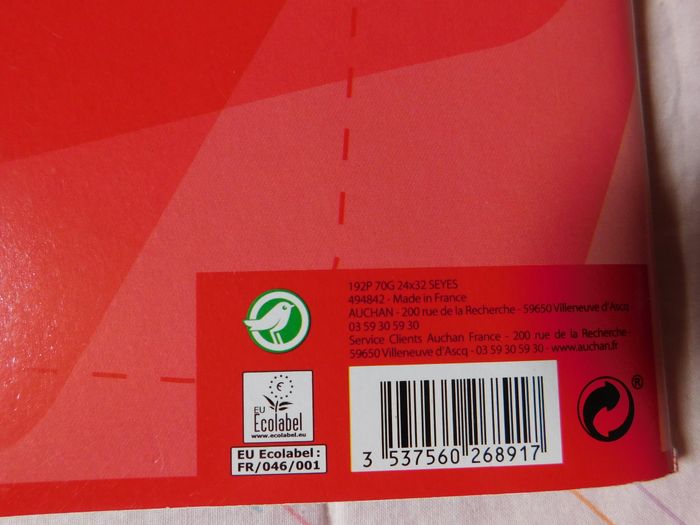 192P 70G 24x32 SEYES
494842 - Made in France
AUCHAN - 200 rue de la Recherche - 59650 Villeneuve d'Ascq -
03 59 30 59 30
Service Clients Auchan France - 200 rue de la Recherche -
59650 Villeneuve d'Ascq - 03 59 30 59 30 - www.auchan.fr
EU
Ecolabel
www.ecolabel.eu
EU Ecolabel :
FR/046/001
3 537560 268917
®